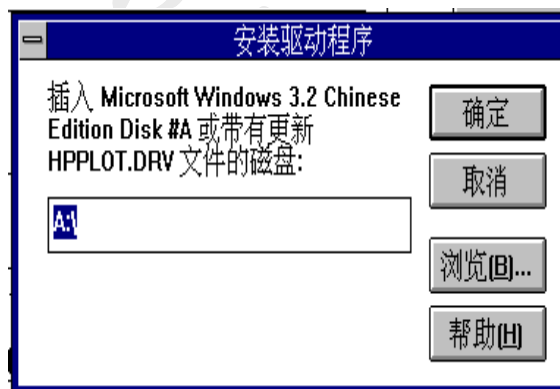 安装驱动程序
插入 Microsoft Windows 3.2 Chinese
Edition Disk #A 或带有更新
HPPLOT.DRV 文件的磁盘:
A:\
确定
取消
浏览(B)...
帮助(H)